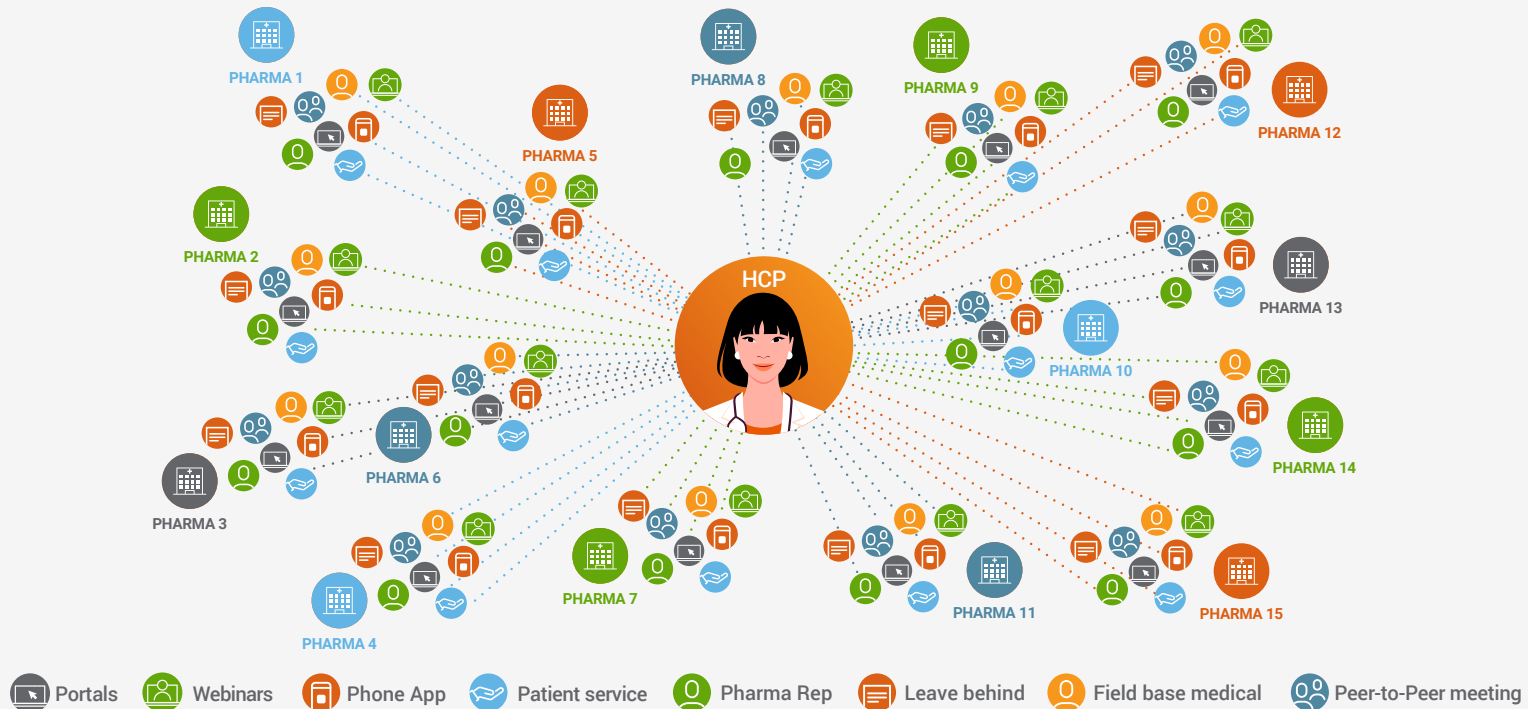 PHARMA 1
PHARMA 8
PHARMA 9
PHARMA 12
PHARMA 5
PHARMA 2
HCP
PHARMA 13
PHARMA 10
PHARMA 6
PHARMA 14
PHARMA 3
PHARMA 7
PHARMA 11
PHARMA 15
PHARMA 4
Portals
Webinars
Phone App
Patient service
Pharma Rep
Leave behind
Field base medical
Peer-to-Peer meeting